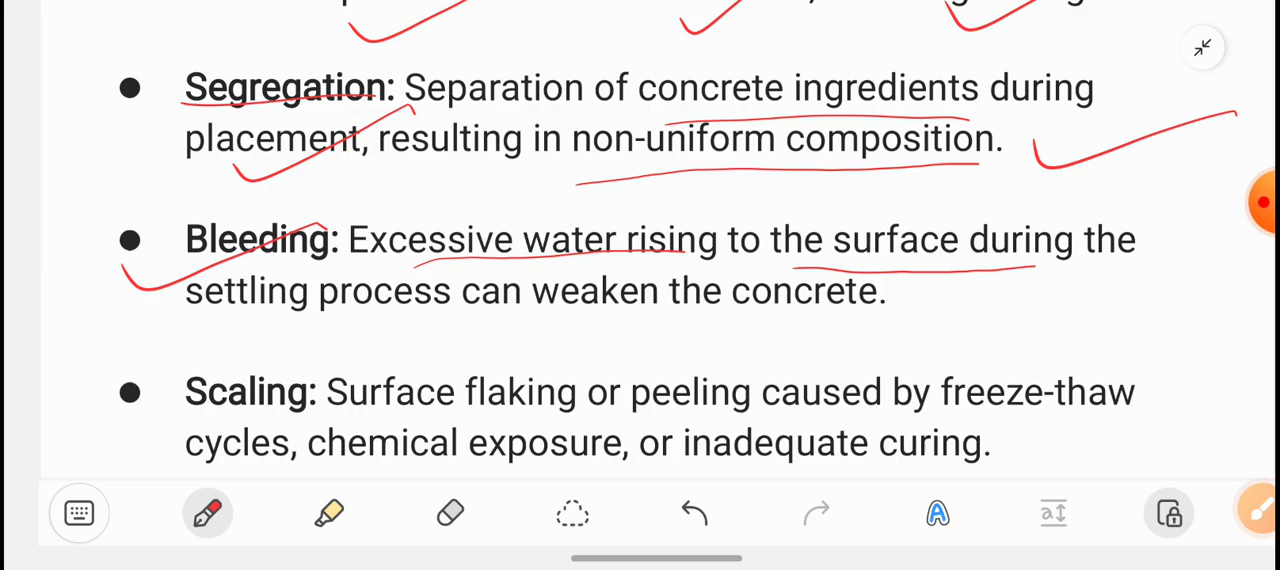 Segregation: Separation of concrete ingredients during
placement, resulting in non-uniform composition.
Bleeding: Excessive water rising to the surface during the
settling process can weaken the concrete.
Scaling: Surface flaking or peeling caused by freeze-thaw
cycles, chemical exposure, or inadequate curing.